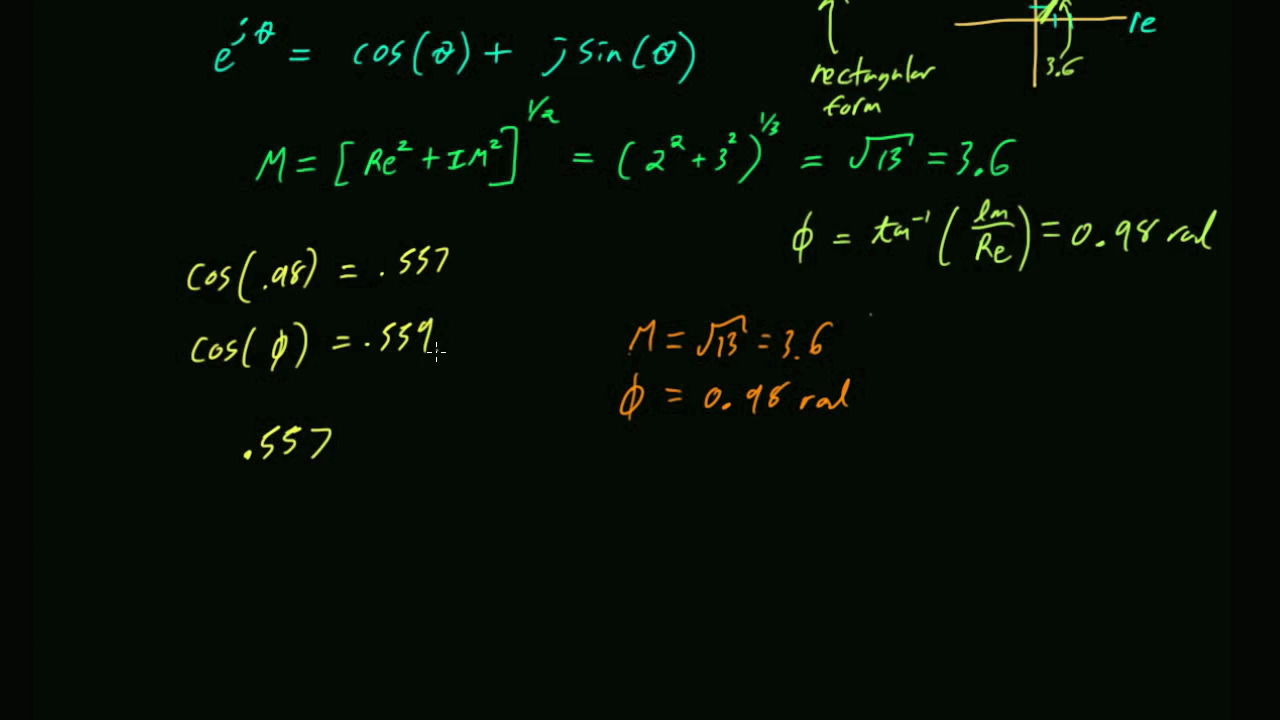 re
3.6
e^{jθ} = cos(θ) + j sin(θ)
rectangular
form
M = [Re² + IM²]^{1/2} = (2² + 3²)^{1/3} = √13 = 3.6
φ = tan⁻¹(Im/Re) = 0.98 rad
cos(.98) = .557
cos(φ) = .559
M = √13 = 3.6
φ = 0.98 rad
.557